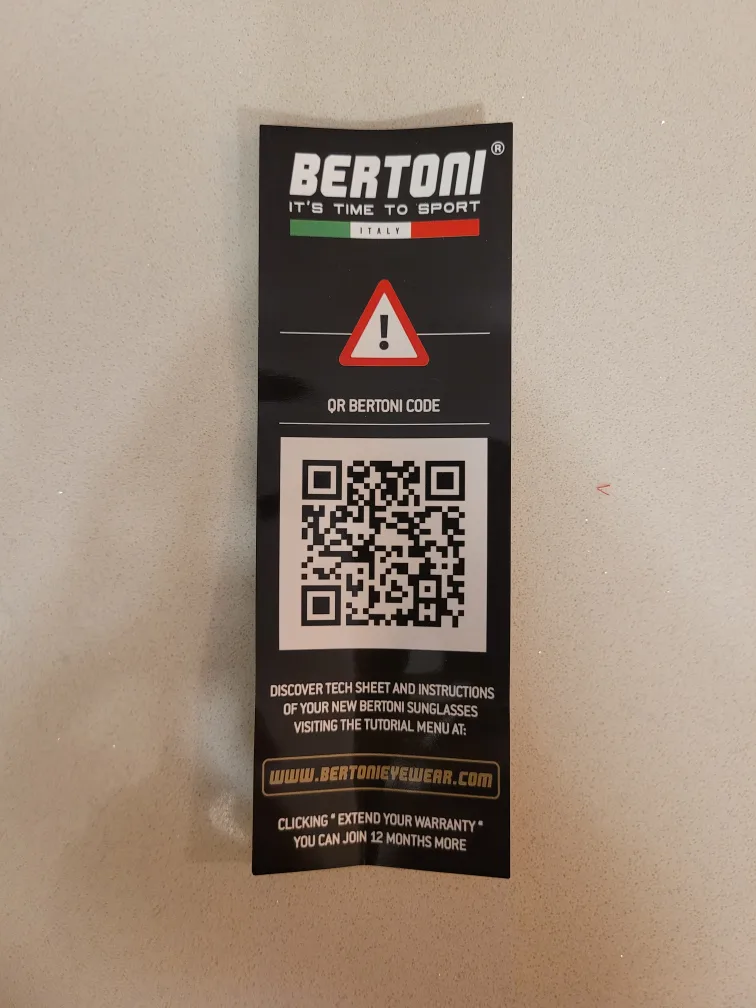 BERTONI®
IT'S TIME TO SPORT
ITALY
!
QR BERTONI CODE
DISCOVER TECH SHEET AND INSTRUCTIONS
OF YOUR NEW BERTONI SUNGLASSES
VISITING THE TUTORIAL MENU AT:
WWW.BERTONIEYEWEAR.COM
CLICKING "EXTEND YOUR WARRANTY"
YOU CAN JOIN 12 MONTHS MORE